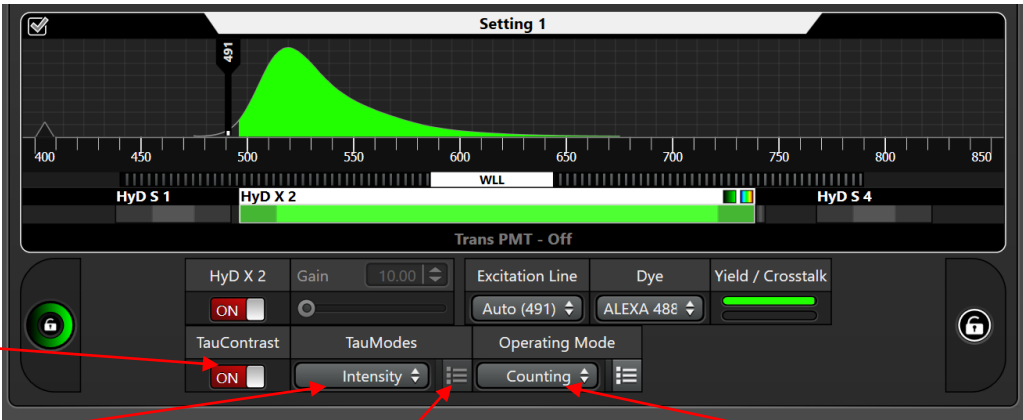 Setting 1
491
400 450 500 550 600 650 700 750 800 850
WLL
HyD S 1 HyD X 2 HyD S 4
Trans PMT - Off
HyD X 2 Gain 10.00 Excitation Line Dye Yield / Crosstalk
ON Auto (491) ALEXA 488
TauContrast TauModes Operating Mode
ON Intensity Counting